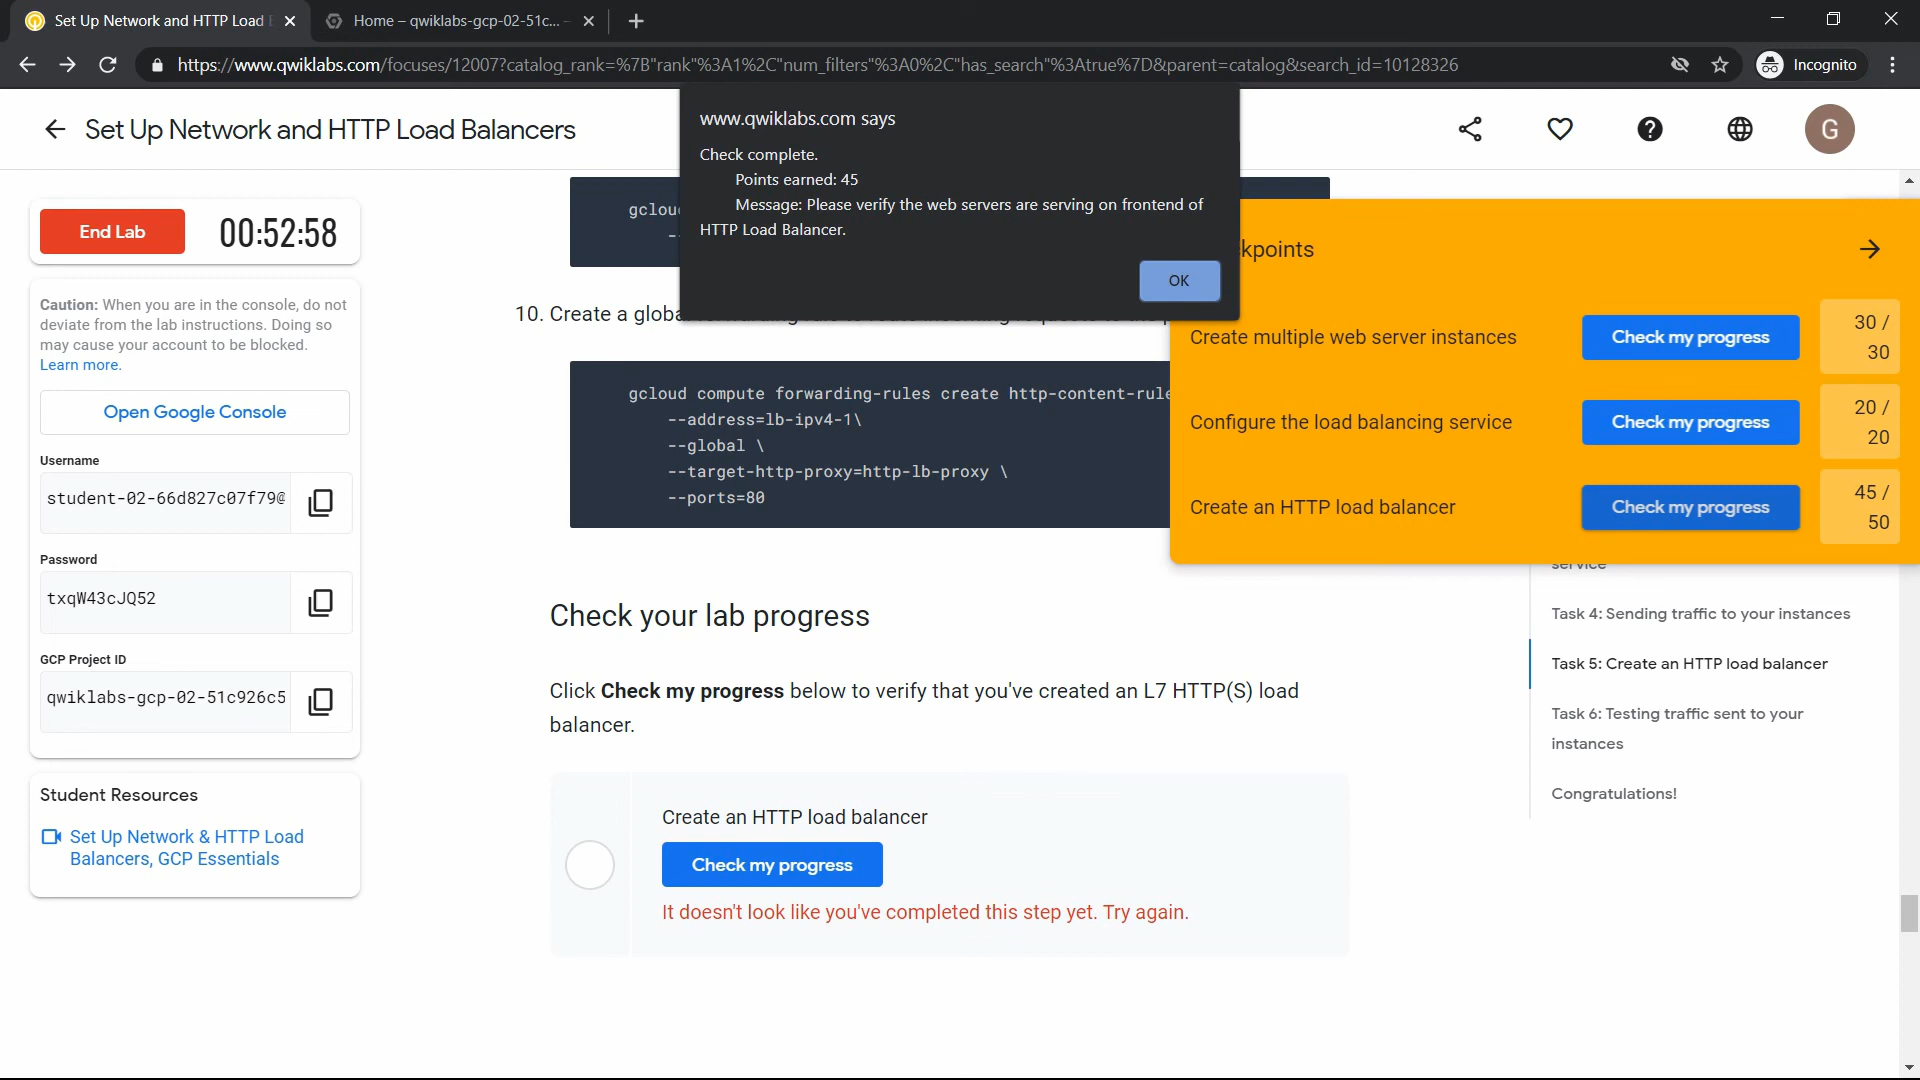 Set Up Network and HTTP Load
Home – qwiklabs-gcp-02-51c...
https://www.qwiklabs.com/focuses/12007?catalog_rank=%7B"rank"%3A1%2C"num_filters"%3A0%2C"has_search"%3Atrue%7D&parent=catalog&search_id=10128326
Incognito
Set Up Network and HTTP Load Balancers
G
www.qwiklabs.com says
Check complete.
Points earned: 45
Message: Please verify the web servers are serving on frontend of
HTTP Load Balancer.
OK
End Lab
00:52:58
Caution: When you are in the console, do not
deviate from the lab instructions. Doing so
may cause your account to be blocked.
Learn more.
Open Google Console
Username
student-02-66d827c07f79@
Password
txqW43cJQ52
GCP Project ID
qwiklabs-gcp-02-51c926c5
Student Resources
Set Up Network & HTTP Load
Balancers, GCP Essentials
10. Create a globa
gcloud compute forwarding-rules create http-content-rule
--address=lb-ipv4-1\
--global \
--target-http-proxy=http-lb-proxy \
--ports=80
Check your lab progress
Click Check my progress below to verify that you've created an L7 HTTP(S) load
balancer.
Create an HTTP load balancer
Check my progress
It doesn't look like you've completed this step yet. Try again.
kpoints
Create multiple web server instances
Check my progress
30 /
30
Configure the load balancing service
Check my progress
20 /
20
Create an HTTP load balancer
Check my progress
45 /
50
service
Task 4: Sending traffic to your instances
Task 5: Create an HTTP load balancer
Task 6: Testing traffic sent to your
instances
Congratulations!